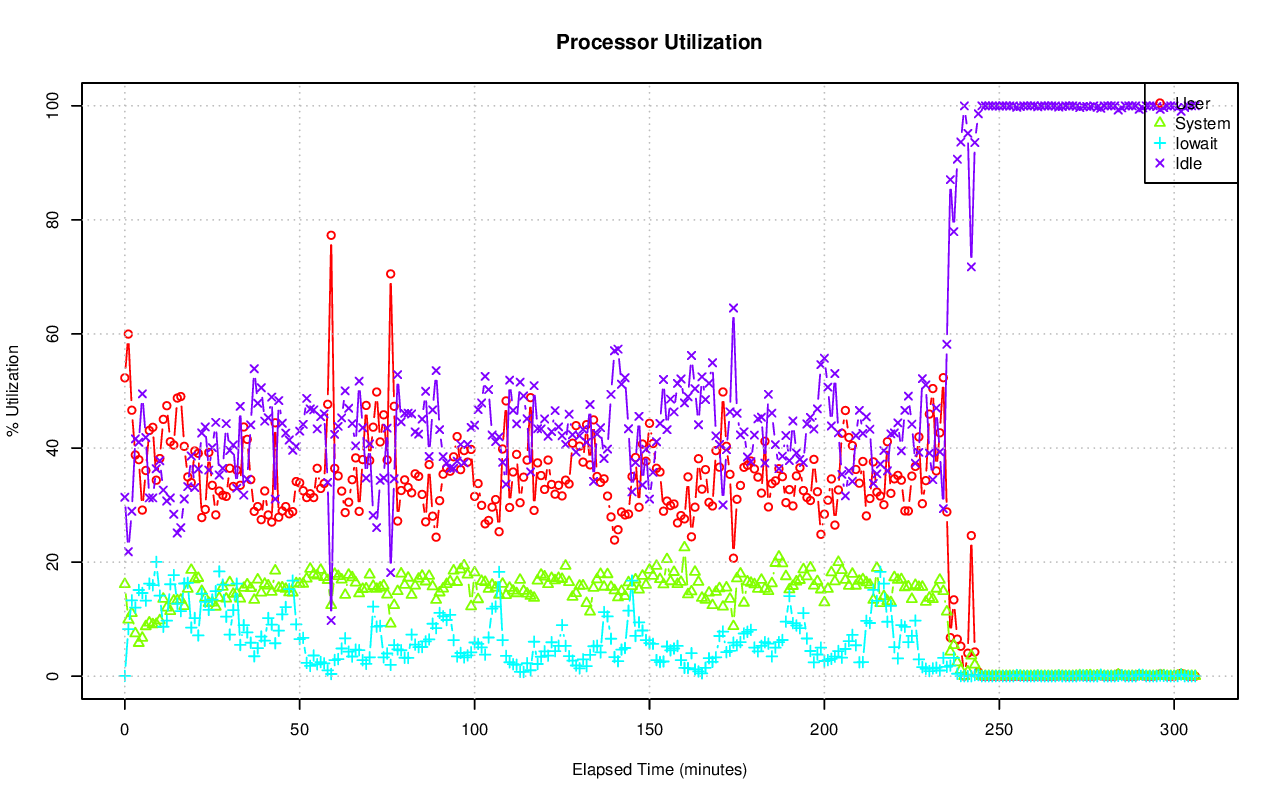 Processor Utilization
% Utilization
100
80
60
40
20
0
User
System
Iowait
Idle
0 50 100 150 200 250 300
Elapsed Time (minutes)